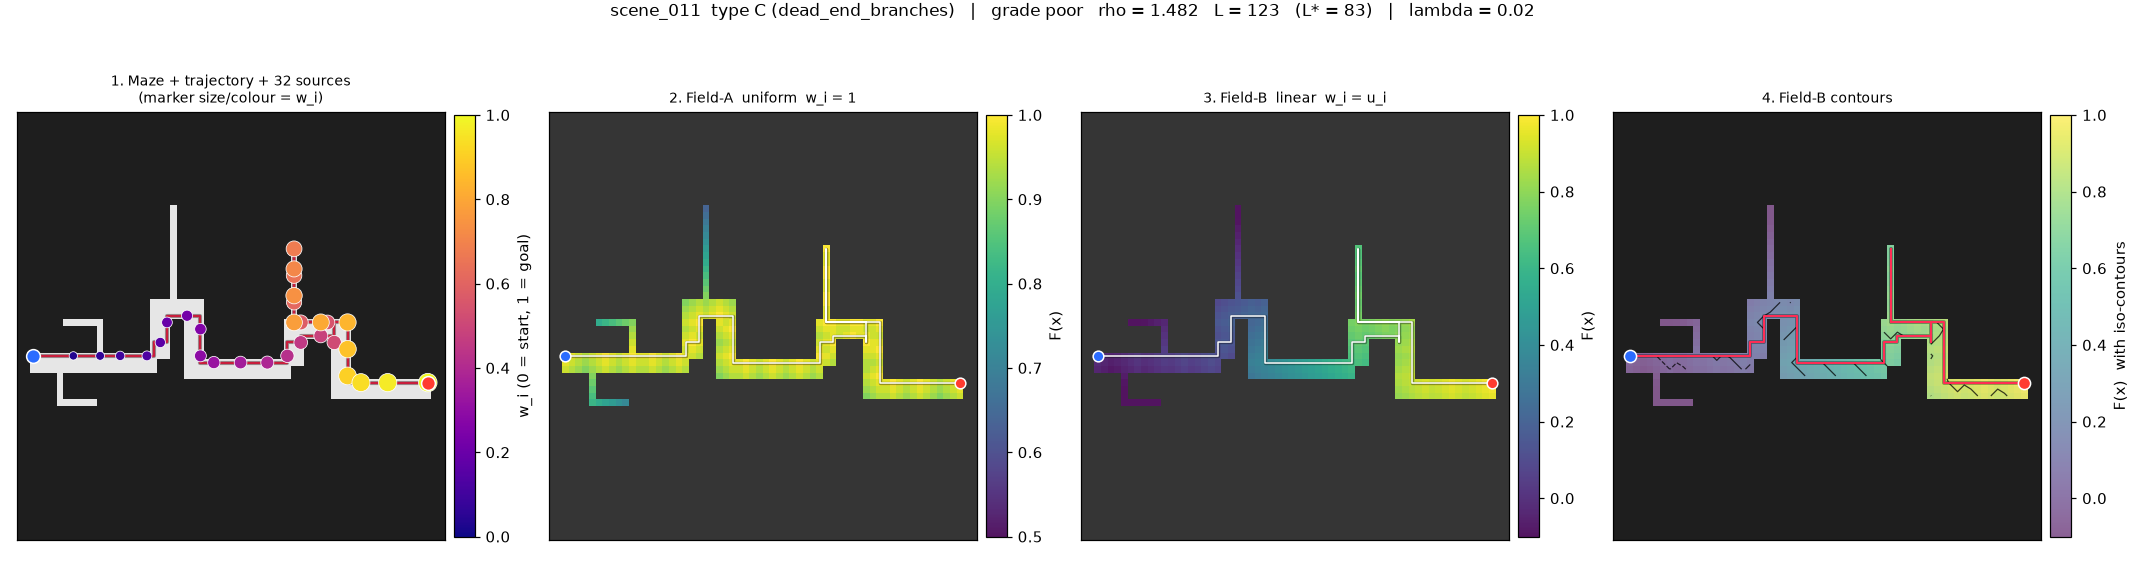 scene_011  type C (dead_end_branches)   |   grade poor   rho = 1.482   L = 123   (L* = 83)   |   lambda = 0.02
1. Maze + trajectory + 32 sources
(marker size/colour = w_i)
1.0
0.8
0.6
0.4
0.2
0.0
w_i (0 = start, 1 = goal)
2. Field-A  uniform  w_i = 1
1.0
0.9
0.8
0.7
0.6
0.5
F(x)
3. Field-B  linear  w_i = u_i
1.0
0.8
0.6
0.4
0.2
0.0
F(x)
4. Field-B contours
1.0
0.8
0.6
0.4
0.2
0.0
F(x)  with iso-contours